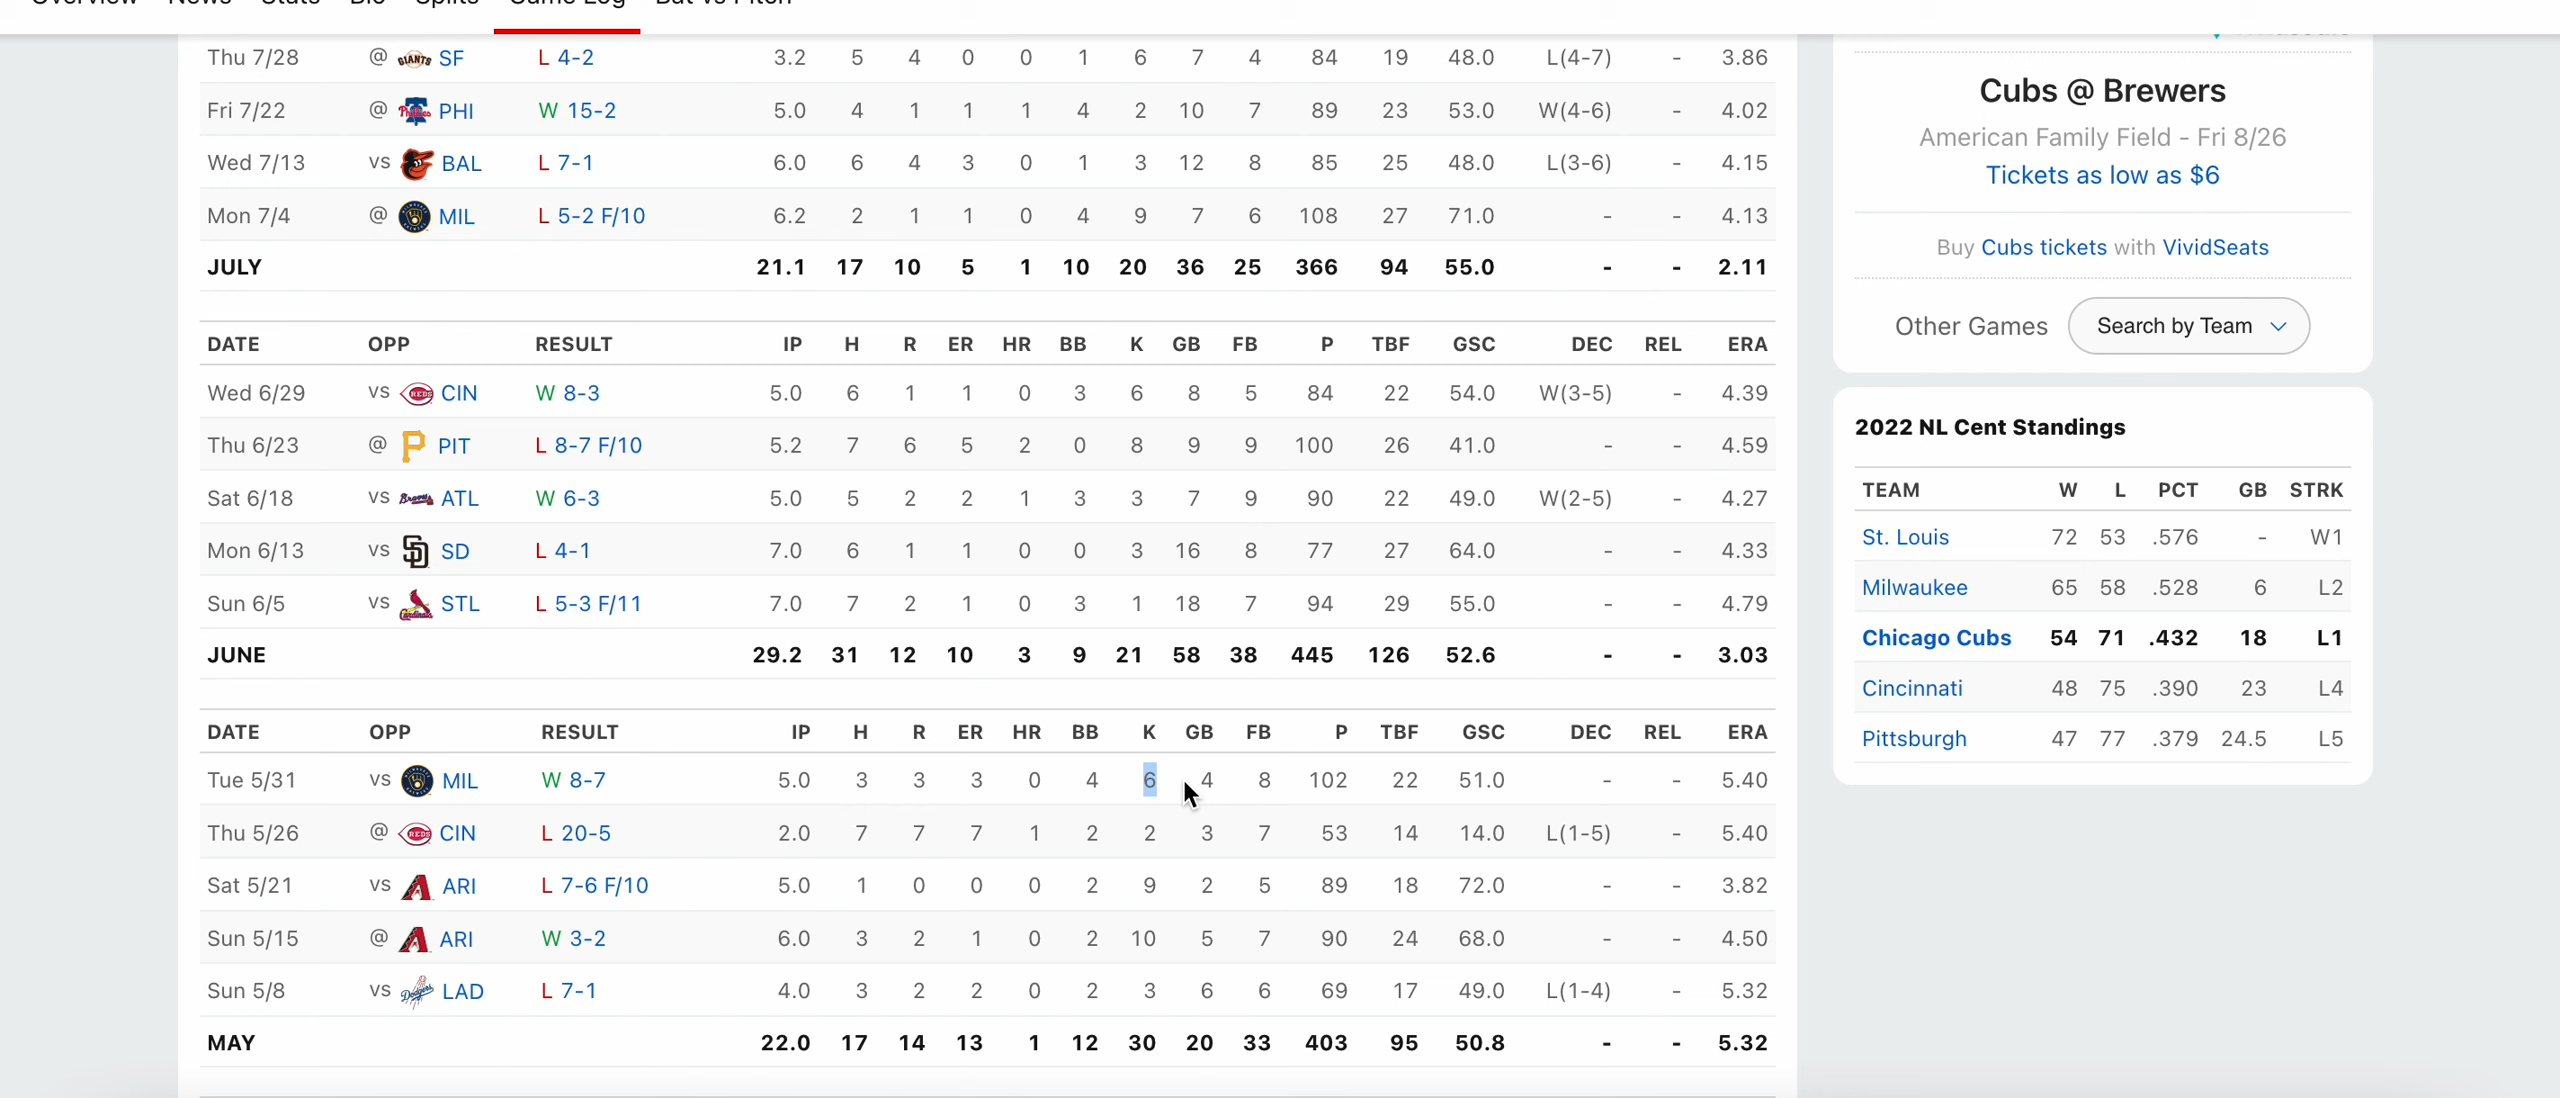 Overview News Stats Bio Splits Game Log Bat vs Pitch
Thu 7/28 @ GIANTS SF L 4-2 3.2 5 4 0 0 1 6 7 4 84 19 48.0 L(4-7) - 3.86
Fri 7/22 @ Phillies PHI W 15-2 5.0 4 1 1 1 4 2 10 7 89 23 53.0 W(4-6) - 4.02
Wed 7/13 vs BAL L 7-1 6.0 6 4 3 0 1 3 12 8 85 25 48.0 L(3-6) - 4.15
Mon 7/4 @ MIL L 5-2 F/10 6.2 2 1 1 0 4 9 7 6 108 27 71.0 - - 4.13
JULY 21.1 17 10 5 1 10 20 36 25 366 94 55.0 - - 2.11
DATE OPP RESULT IP H R ER HR BB K GB FB P TBF GSC DEC REL ERA
Wed 6/29 vs REDS CIN W 8-3 5.0 6 1 1 0 3 6 8 5 84 22 54.0 W(3-5) - 4.39
Thu 6/23 @ P PIT L 8-7 F/10 5.2 7 6 5 2 0 8 9 9 100 26 41.0 - - 4.59
Sat 6/18 vs Braves ATL W 6-3 5.0 5 2 2 1 3 3 7 9 90 22 49.0 W(2-5) - 4.27
Mon 6/13 vs SD SD L 4-1 7.0 6 1 1 0 0 3 16 8 77 27 64.0 - - 4.33
Sun 6/5 vs Cardinals STL L 5-3 F/11 7.0 7 2 1 0 3 1 18 7 94 29 55.0 - - 4.79
JUNE 29.2 31 12 10 3 9 21 58 38 445 126 52.6 - - 3.03
DATE OPP RESULT IP H R ER HR BB K GB FB P TBF GSC DEC REL ERA
Tue 5/31 vs MIL W 8-7 5.0 3 3 3 0 4 6 4 8 102 22 51.0 - - 5.40
Thu 5/26 @ REDS CIN L 20-5 2.0 7 7 7 1 2 2 3 7 53 14 14.0 L(1-5) - 5.40
Sat 5/21 vs A ARI L 7-6 F/10 5.0 1 0 0 0 2 9 2 5 89 18 72.0 - - 3.82
Sun 5/15 @ A ARI W 3-2 6.0 3 2 1 0 2 10 5 7 90 24 68.0 - - 4.50
Sun 5/8 vs Dodgers LAD L 7-1 4.0 3 2 2 0 2 3 6 6 69 17 49.0 L(1-4) - 5.32
MAY 22.0 17 14 13 1 12 30 20 33 403 95 50.8 - - 5.32
Cubs @ Brewers
American Family Field - Fri 8/26
Tickets as low as $6
Buy Cubs tickets with VividSeats
Other Games Search by Team
2022 NL Cent Standings
TEAM W L PCT GB STRK
St. Louis 72 53 .576 - W1
Milwaukee 65 58 .528 6 L2
Chicago Cubs 54 71 .432 18 L1
Cincinnati 48 75 .390 23 L4
Pittsburgh 47 77 .379 24.5 L5